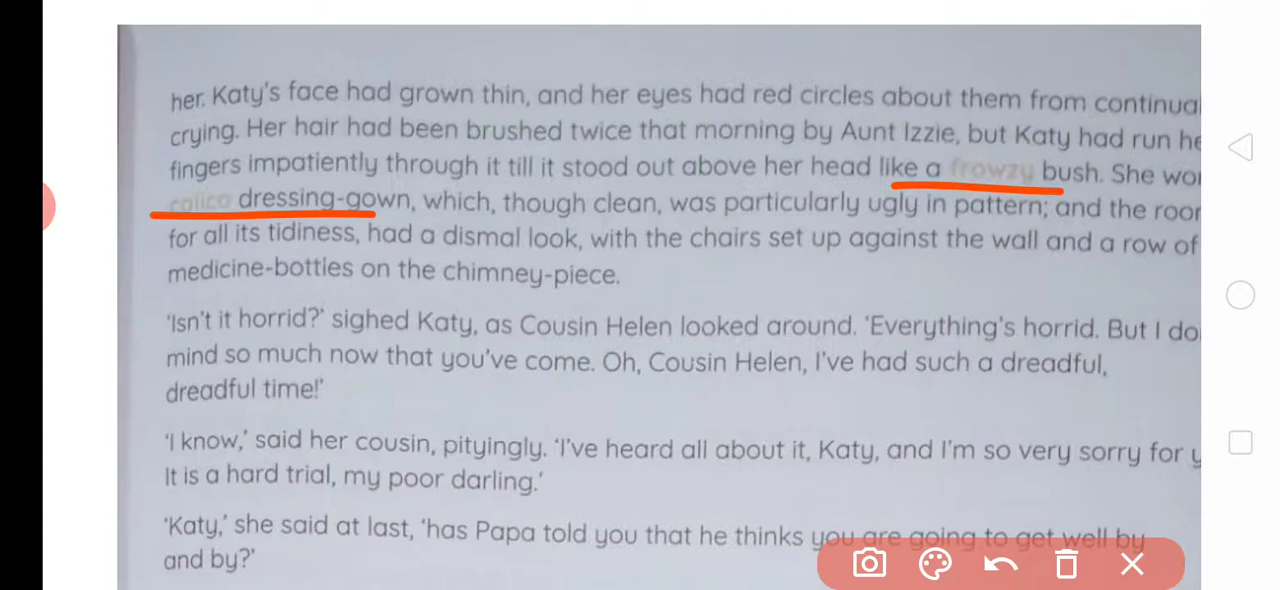 her. Katy's face had grown thin, and her eyes had red circles about them from continua
crying. Her hair had been brushed twice that morning by Aunt Izzie, but Katy had run he
fingers impatiently through it till it stood out above her head like a frowzy bush. She wo
calico dressing-gown, which, though clean, was particularly ugly in pattern; and the roo
for all its tidiness, had a dismal look, with the chairs set up against the wall and a row of
medicine-bottles on the chimney-piece.
'Isn't it horrid?' sighed Katy, as Cousin Helen looked around. 'Everything's horrid. But I do
mind so much now that you've come. Oh, Cousin Helen, I've had such a dreadful,
dreadful time!'
'I know,' said her cousin, pityingly. 'I've heard all about it, Katy, and I'm so very sorry for y
It is a hard trial, my poor darling.'
'Katy,' she said at last, 'has Papa told you that he thinks you are going to get well by
and by?'